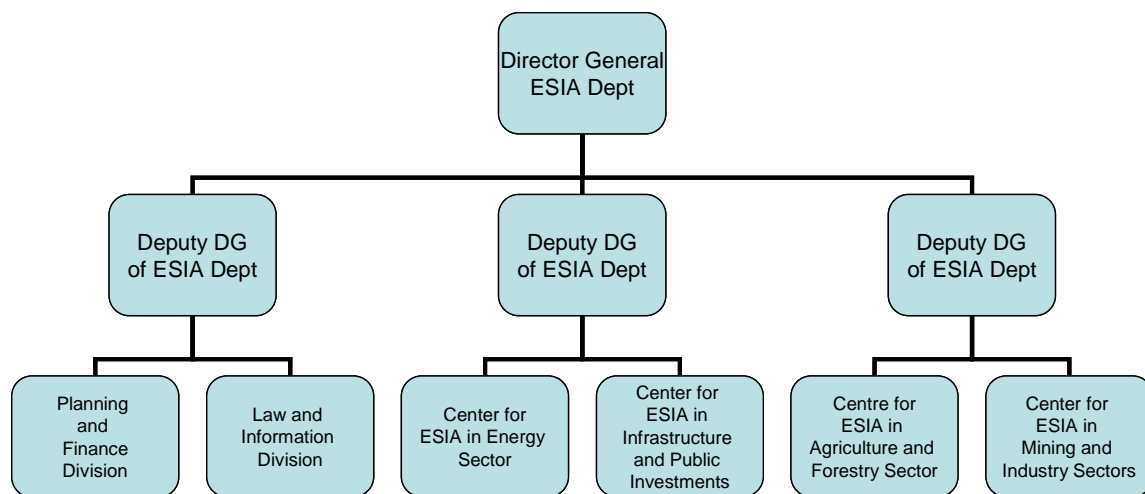 Director General
ESIA Dept
Deputy DG
of ESIA Dept
Deputy DG
of ESIA Dept
Deputy DG
of ESIA Dept
Planning
and
Finance
Division
Law and
Information
Division
Center for
ESIA in Energy
Sector
Center for
ESIA in
Infrastructure
and Public
Investments
Centre for
ESIA in
Agriculture and
Forestry Sector
Center for
ESIA in
Mining and
Industry Sectors